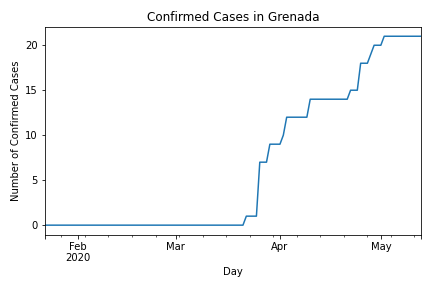 Confirmed Cases in Grenada
Number of Confirmed Cases
20
15
10
5
0
Feb Mar Apr May
2020
Day